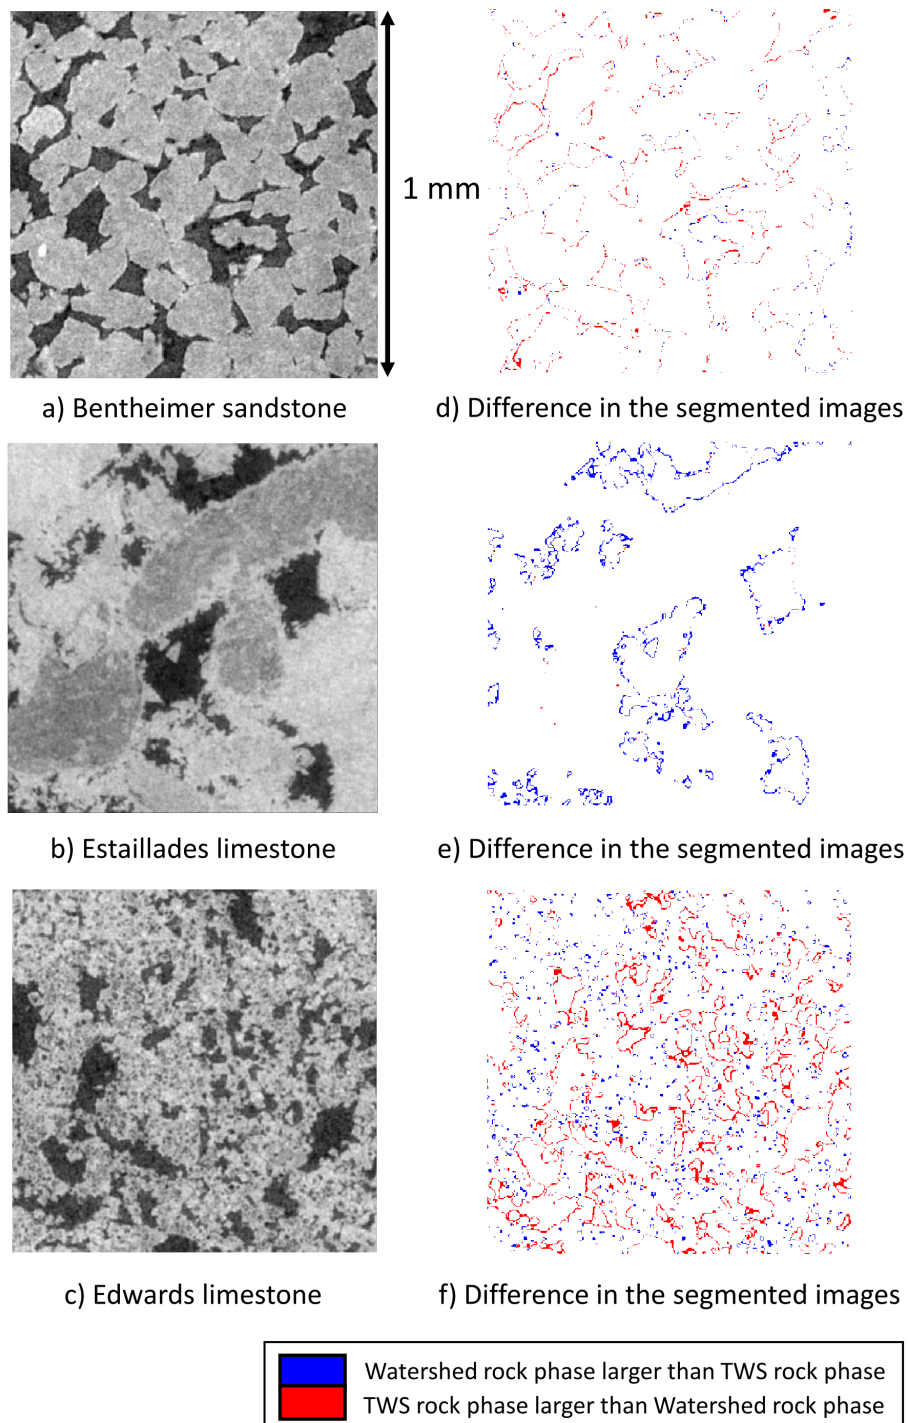 1 mm
a) Bentheimer sandstone
d) Difference in the segmented images
b) Estaillades limestone
e) Difference in the segmented images
c) Edwards limestone
f) Difference in the segmented images
Watershed rock phase larger than TWS rock phase
TWS rock phase larger than Watershed rock phase